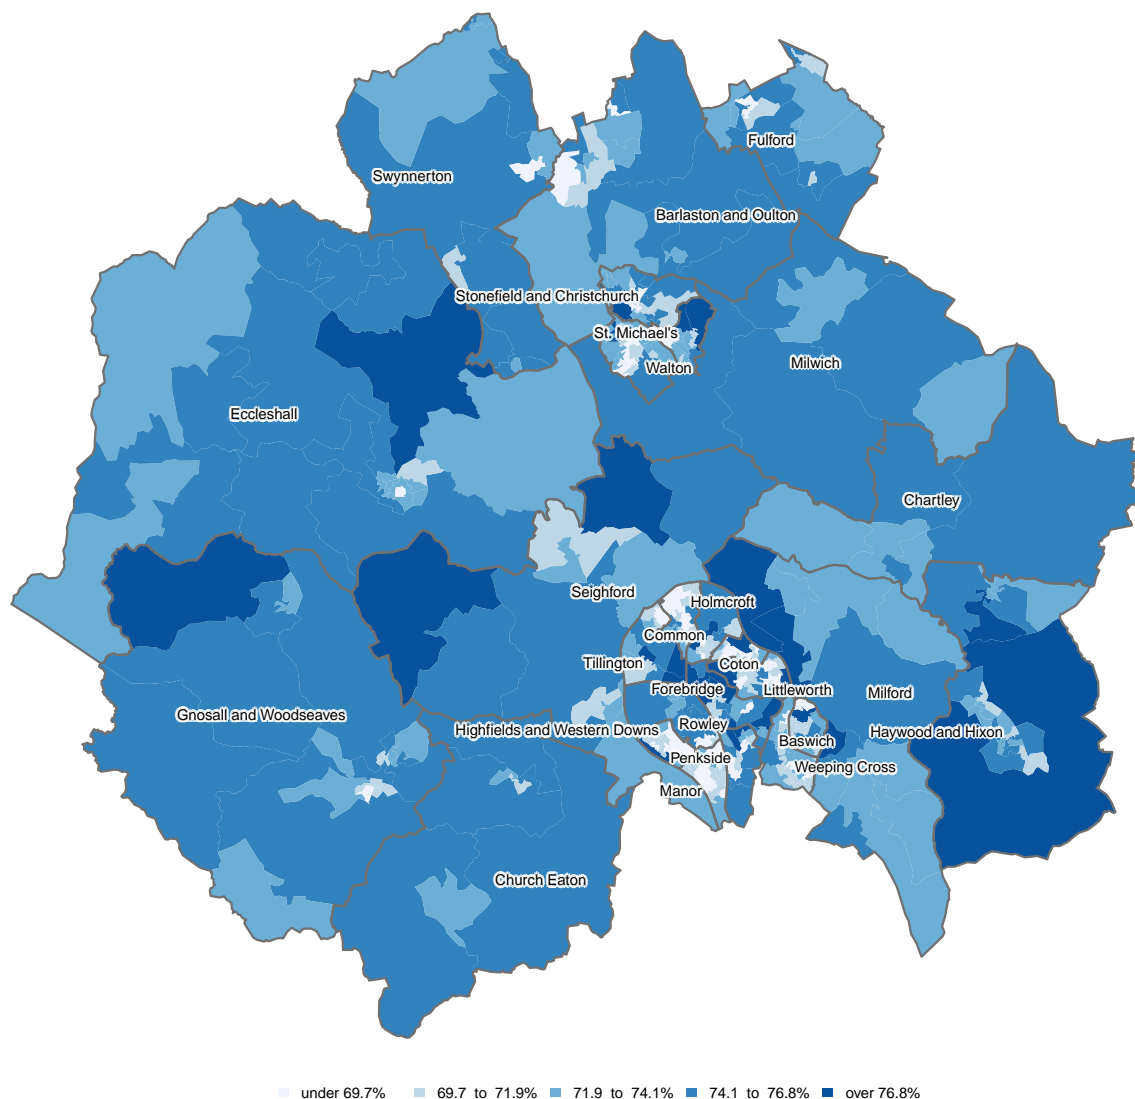 Fulford
Swynnerton
Barlaston and Oulton
Stonefield and Christchurch
St. Michael's
Walton
Milwich
Eccleshall
Chartley
Seighford
Holmcroft
Common
Tillington
Coton
Forebridge
Littleworth
Milford
Gnosall and Woodseaves
Rowley
Highfields and Western Downs
Haywood and Hixon
Baswich
Penkside
Weeping Cross
Manor
Church Eaton
under 69.7% 69.7 to 71.9% 71.9 to 74.1% 74.1 to 76.8% over 76.8%